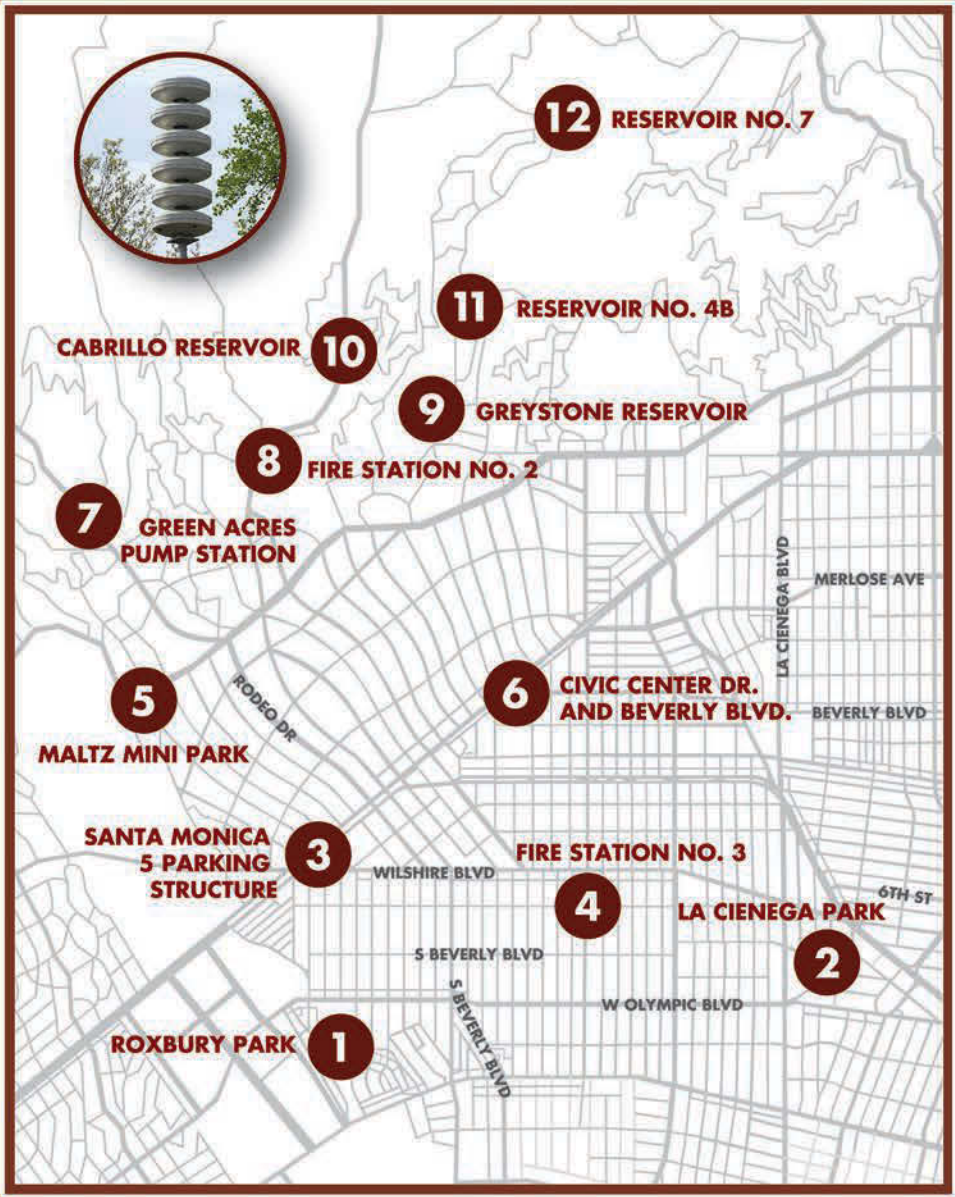 12 RESERVOIR NO. 7
11 RESERVOIR NO. 4B
CABRILLO RESERVOIR 10
9 GREYSTONE RESERVOIR
8 FIRE STATION NO. 2
7 GREEN ACRES
PUMP STATION
LA CIENEGA BLVD
MERLOSE AVE
5
MALTZ MINI PARK
RODEO DR
6 CIVIC CENTER DR.
AND BEVERLY BLVD.
BEVERLY BLVD
SANTA MONICA
5 PARKING
STRUCTURE
3
WILSHIRE BLVD
FIRE STATION NO. 3
4
6TH ST
LA CIENEGA PARK
2
S BEVERLY BLVD
S BEVERLY BLVD
W OLYMPIC BLVD
ROXBURY PARK 1